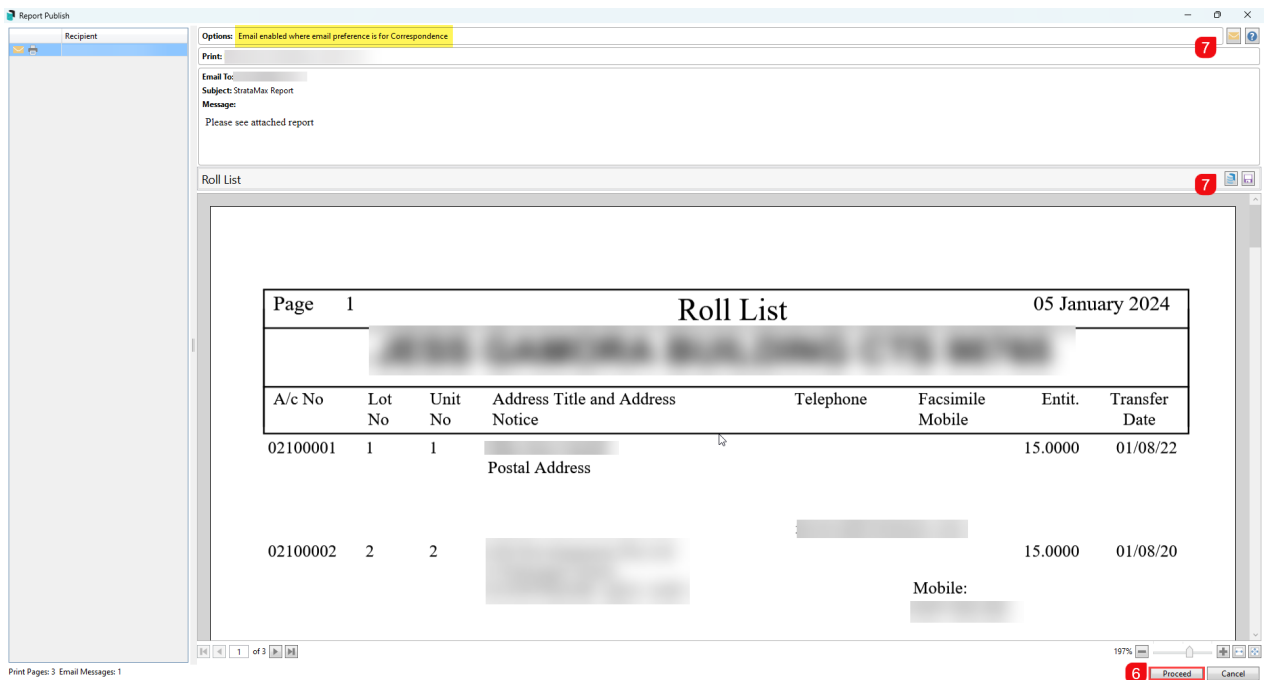 Report Publish
Recipient
Options: Email enabled where email preference is for Correspondence
7
Print:
Email To:
Subject: StrataMax Report
Message:
Please see attached report
Roll List
7
Page 1 Roll List 05 January 2024
A/c No Lot No Unit No Address Title and Address Notice Telephone Facsimile Mobile Entit. Transfer Date
02100001 1 1 15.0000 01/08/22
Postal Address
02100002 2 2 15.0000 01/08/20
Mobile:
1 of 3
197%
Print Pages: 3 Email Messages: 1
6 Proceed Cancel